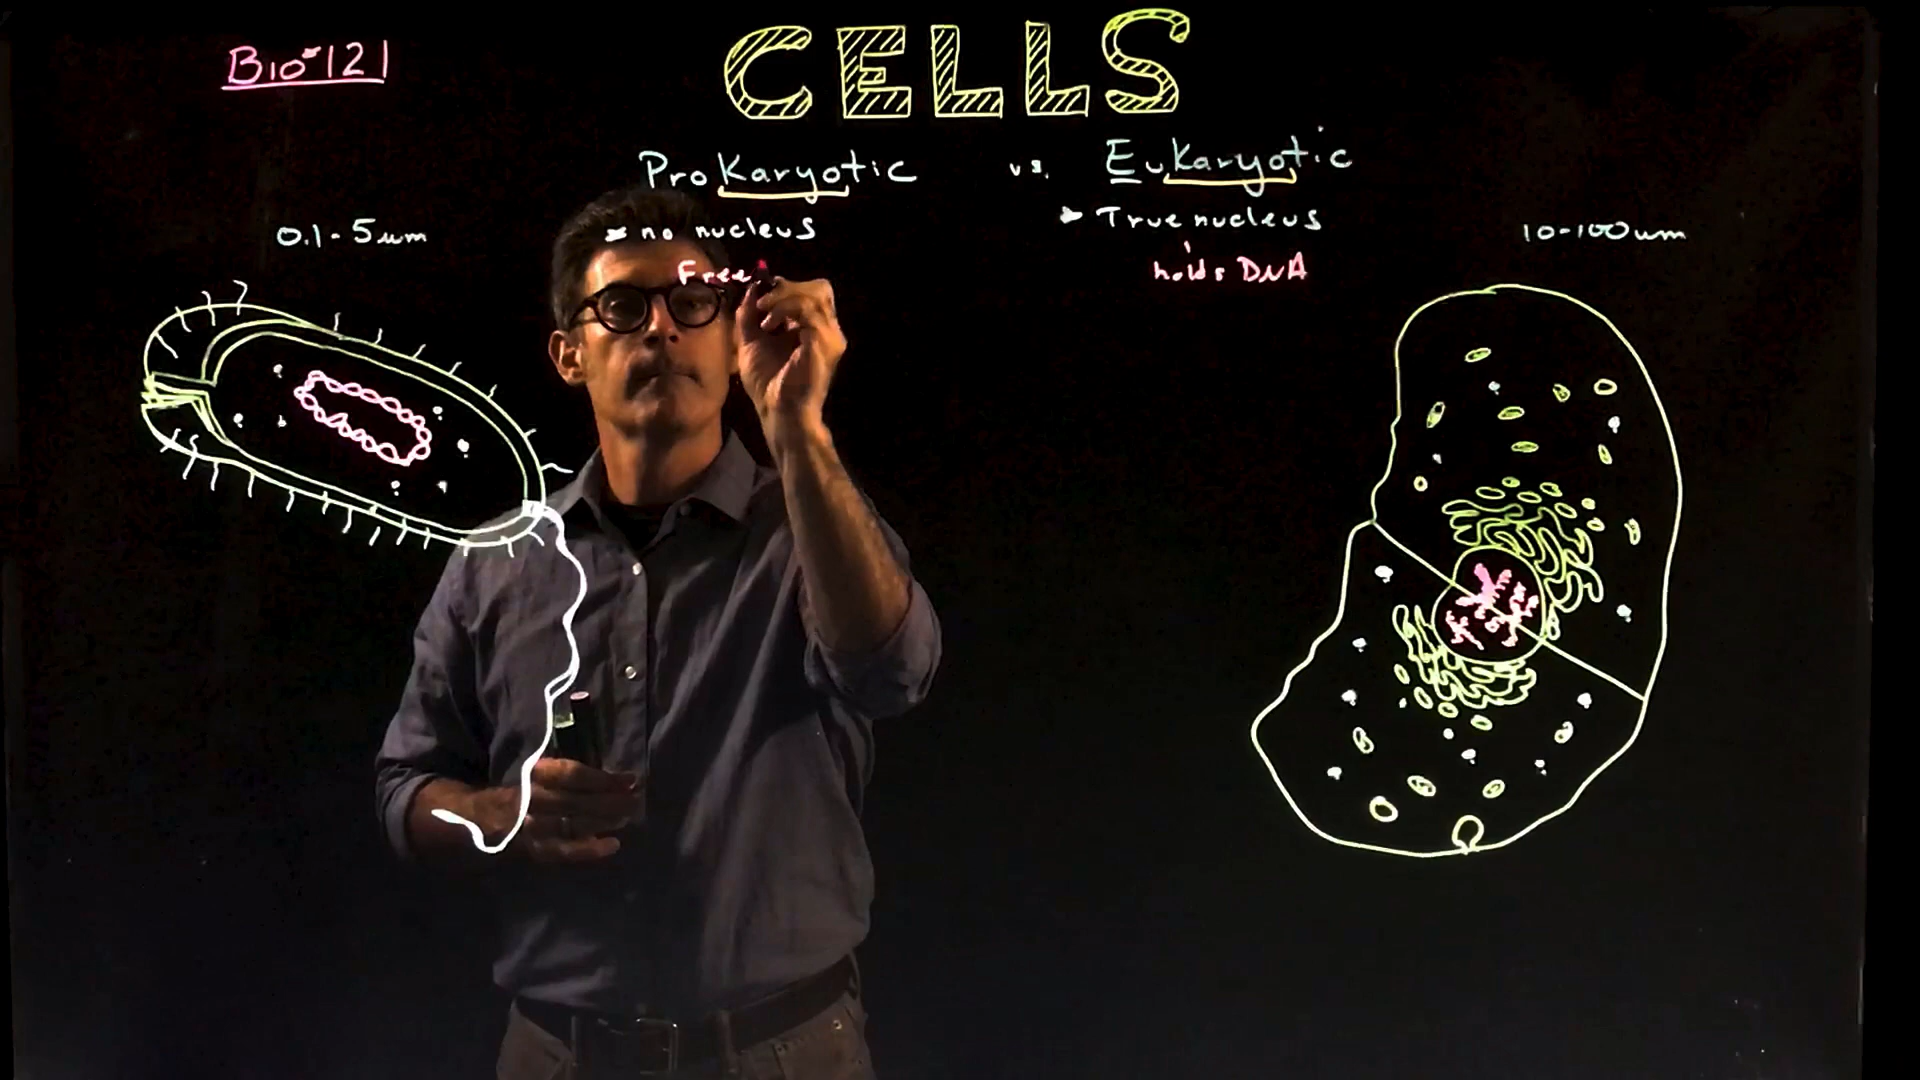 Bio-121
CELLS
Prokaryotic vs. Eukaryotic
0.1-5um
no nucleus
True nucleus
10-100um
Free
holds DNA